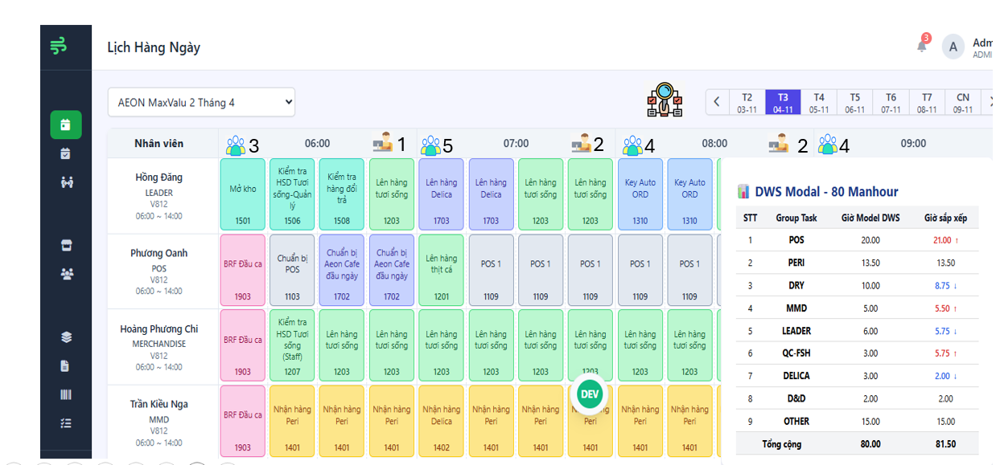 Lịch Hàng Ngày
3
A
Adm
ADMI
AEON MaxValu 2 Tháng 4
T2
03-11
T3
04-11
T4
05-11
T5
06-11
T6
07-11
T7
08-11
CN
09-11
Nhân viên
3
06:00
1
5
07:00
2
4
08:00
2
4
09:00
Hồng Đăng
LEADER
V812
06:00 ~ 14:00
Mở kho
1501
Kiểm tra
HSD Tươi
sống-Quản
lý
1506
Kiểm tra
hàng đổi
trả
1508
Lên hàng
tươi sống
1203
Lên hàng
Delica
1703
Lên hàng
Delica
1703
Lên hàng
tươi sống
1203
Lên hàng
tươi sống
1203
Key Auto
ORD
1310
Key Auto
ORD
1310
Phương Oanh
POS
V812
06:00 ~ 14:00
BRF Đầu ca
1903
Chuẩn bị
POS
1103
Chuẩn bị
Aeon Cafe
đầu ngày
1702
Chuẩn bị
Aeon Cafe
đầu ngày
1702
Lên hàng
thịt cá
1201
POS 1
1109
POS 1
1109
POS 1
1109
POS 1
1109
POS 1
1109
Hoàng Phương Chi
MERCHANDISE
V812
06:00 ~ 14:00
BRF Đầu ca
1903
Kiểm tra
HSD Tươi
sống
(Staff)
1207
Lên hàng
tươi sống
1203
Lên hàng
tươi sống
1203
Lên hàng
tươi sống
1203
Lên hàng
tươi sống
1203
Lên hàng
tươi sống
1203
Lên hàng
tươi sống
1203
Lên hàng
tươi sống
1203
Lên hàng
tươi sống
1203
Trần Kiều Nga
MMD
V812
06:00 ~ 14:00
BRF Đầu ca
1903
Nhận hàng
Peri
1401
Nhận hàng
Peri
1401
Nhận hàng
Peri
1401
Nhận hàng
Delica
1402
Nhận hàng
Peri
1401
Nhận hàng
Peri
1401
DEV
Peri
1401
Nhận hàng
Peri
1401
Nhận hàng
Peri
1401
DWS Modal - 80 Manhour
STT Group Task Giờ Model DWS Giờ sắp xếp
1 POS 20.00 21.00 ↑
2 PERI 13.50 13.50
3 DRY 10.00 8.75 ↓
4 MMD 5.00 5.50 ↑
5 LEADER 6.00 5.75 ↓
6 QC-FSH 3.00 5.75 ↑
7 DELICA 3.00 2.00 ↓
8 D&D 2.00 2.00
9 OTHER 15.00 15.00
Tổng cộng 80.00 81.50